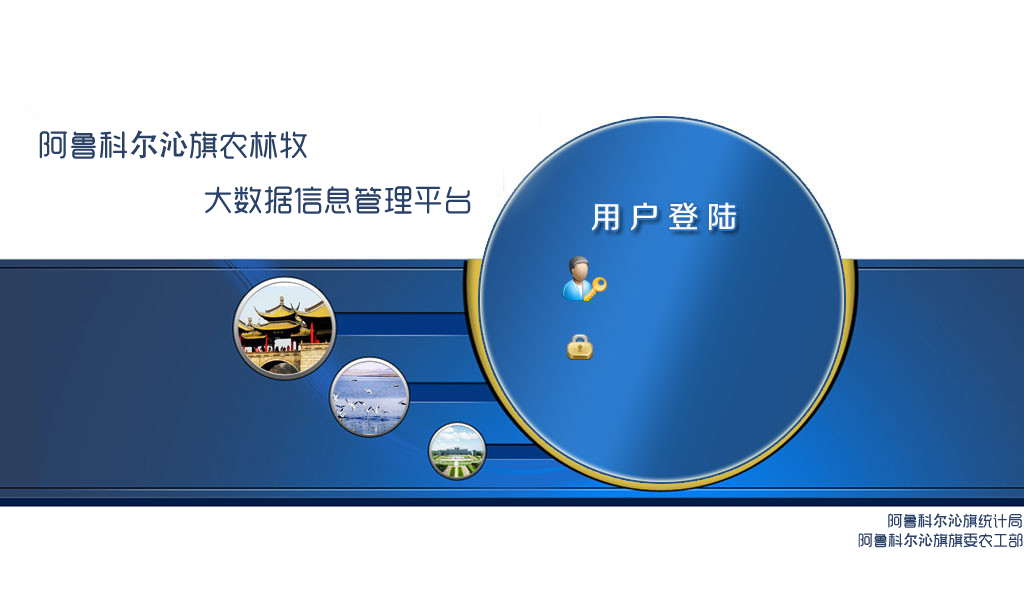 阿鲁科尔沁旗农林牧
大数据信息管理平台
用户登陆
阿鲁科尔沁旗统计局
阿鲁科尔沁旗旗委农工部